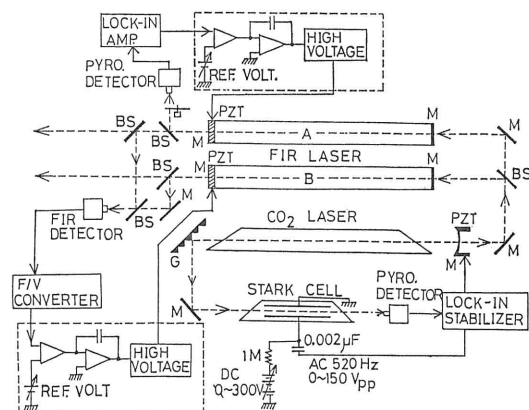 LOCK-IN
AMP.
HIGH
VOLTAGE
REF. VOLT.
PYRO.
DETECTOR
PZT
M
M
BS
BS
M
A
FIR LASER
PZT
M
M
BS
B
BS
M
BS
FIR
DETECTOR
CO2 LASER
PZT
G
M
M
F/V
CONVERTER
M
STARK CELL
PYRO.
DETECTOR
LOCK-IN
STABILIZER
0.002μF
1M
AC 520 Hz
0~150 Vpp
DC
0~300V
HIGH
VOLTAGE
REF. VOLT